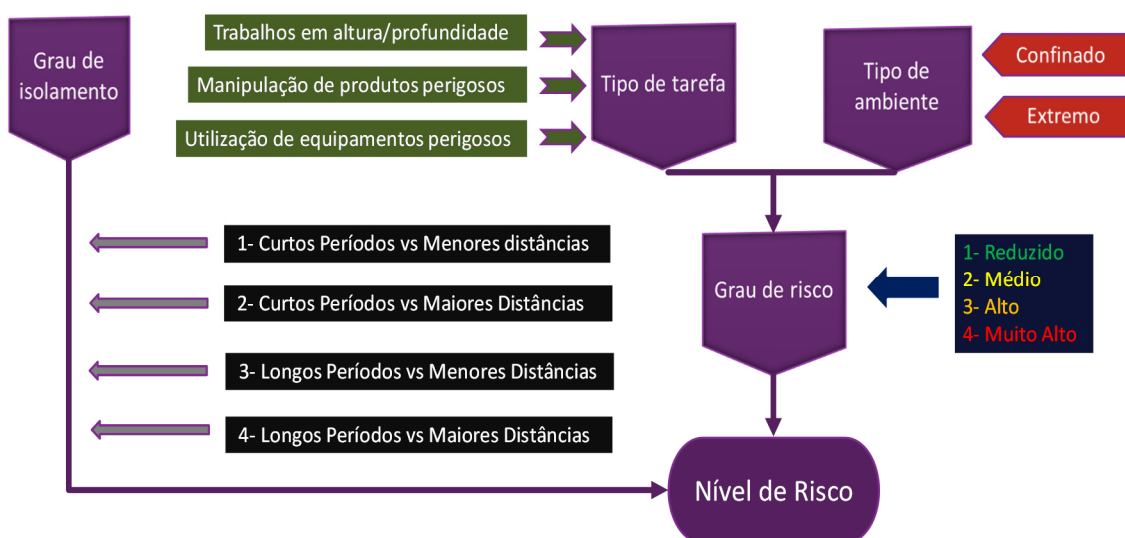 Grau de
isolamento
Trabalhos em altura/profundidade
Manipulação de produtos perigosos
Utilização de equipamentos perigosos
Tipo de tarefa
Tipo de
ambiente
Confinado
Extremo
1- Curtos Períodos vs Menores distâncias
2- Curtos Períodos vs Maiores Distâncias
3- Longos Períodos vs Menores Distâncias
4- Longos Períodos vs Maiores Distâncias
Grau de risco
1- Reduzido
2- Médio
3- Alto
4- Muito Alto
Nível de Risco